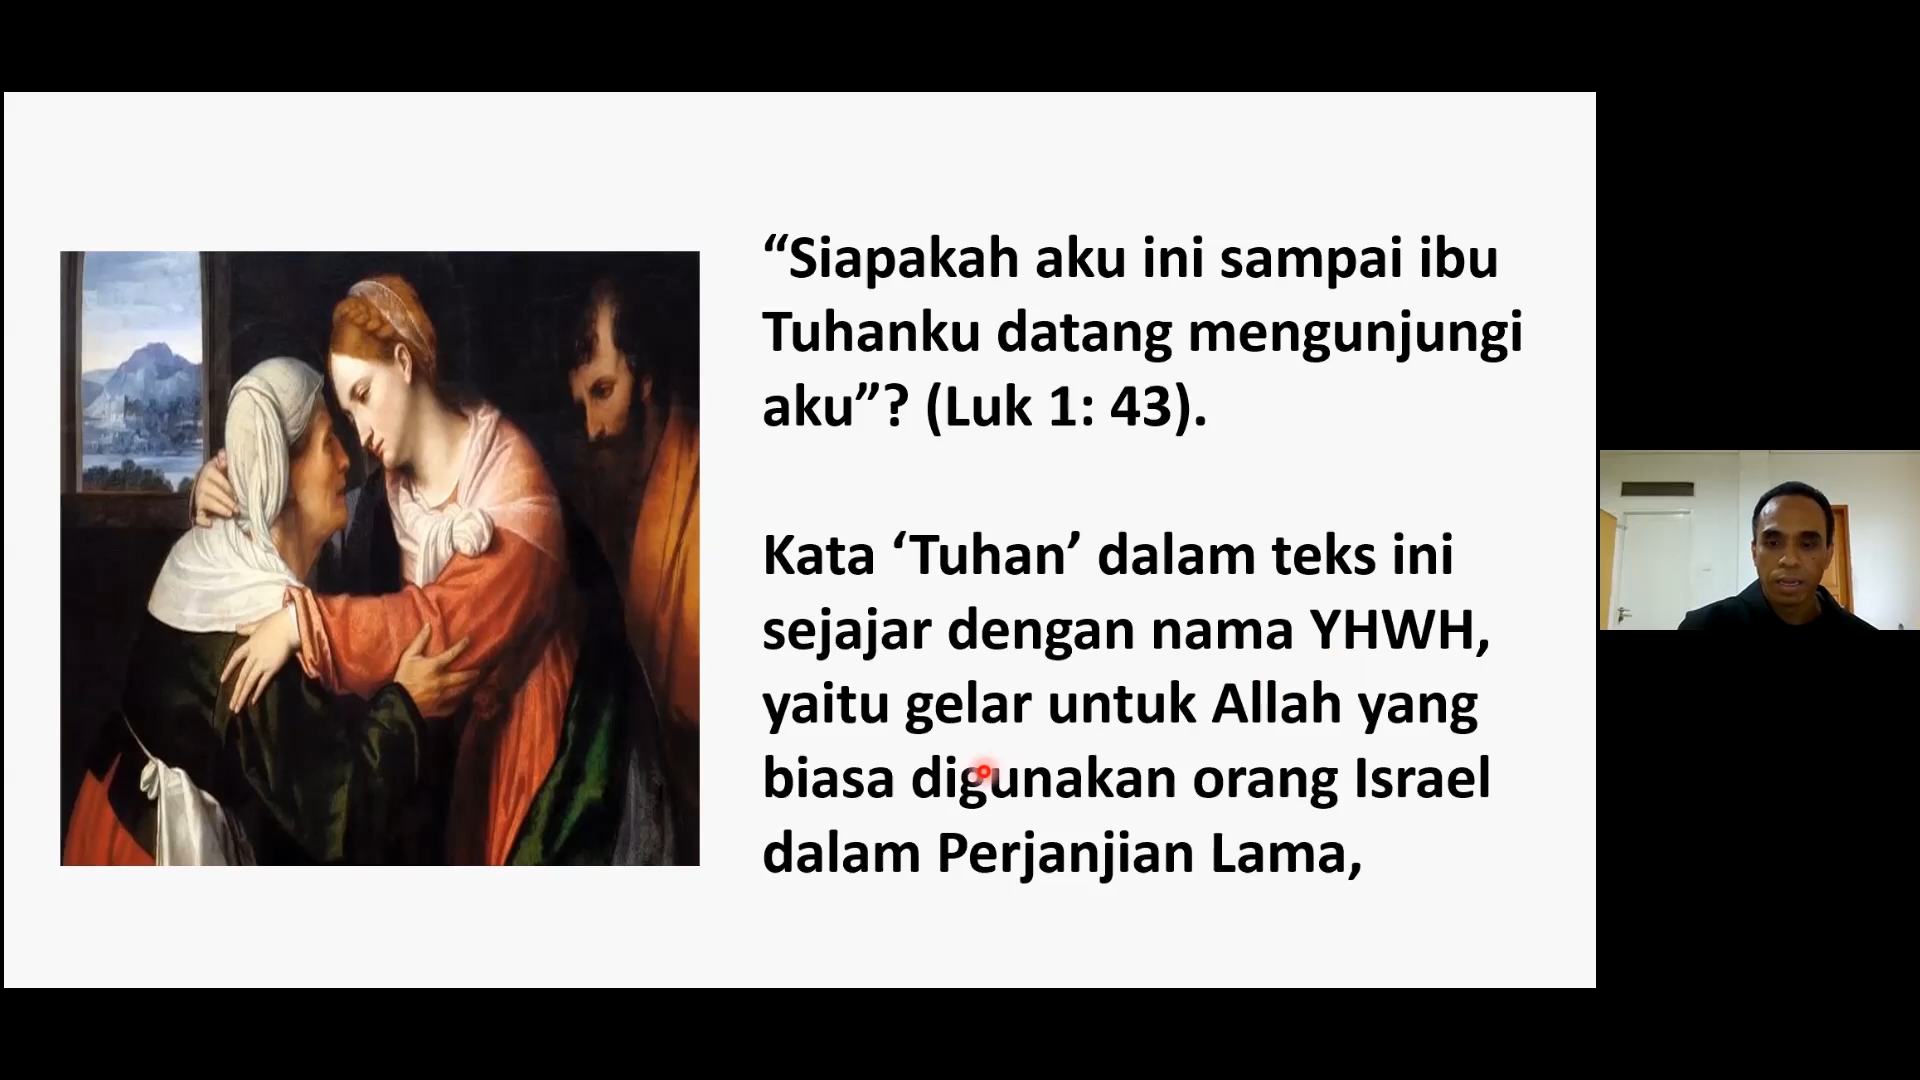 “Siapakah aku ini sampai ibu
Tuhanku datang mengunjungi
aku”? (Luk 1: 43).
Kata ‘Tuhan’ dalam teks ini
sejajar dengan nama YHWH,
yaitu gelar untuk Allah yang
biasa digunakan orang Israel
dalam Perjanjian Lama,